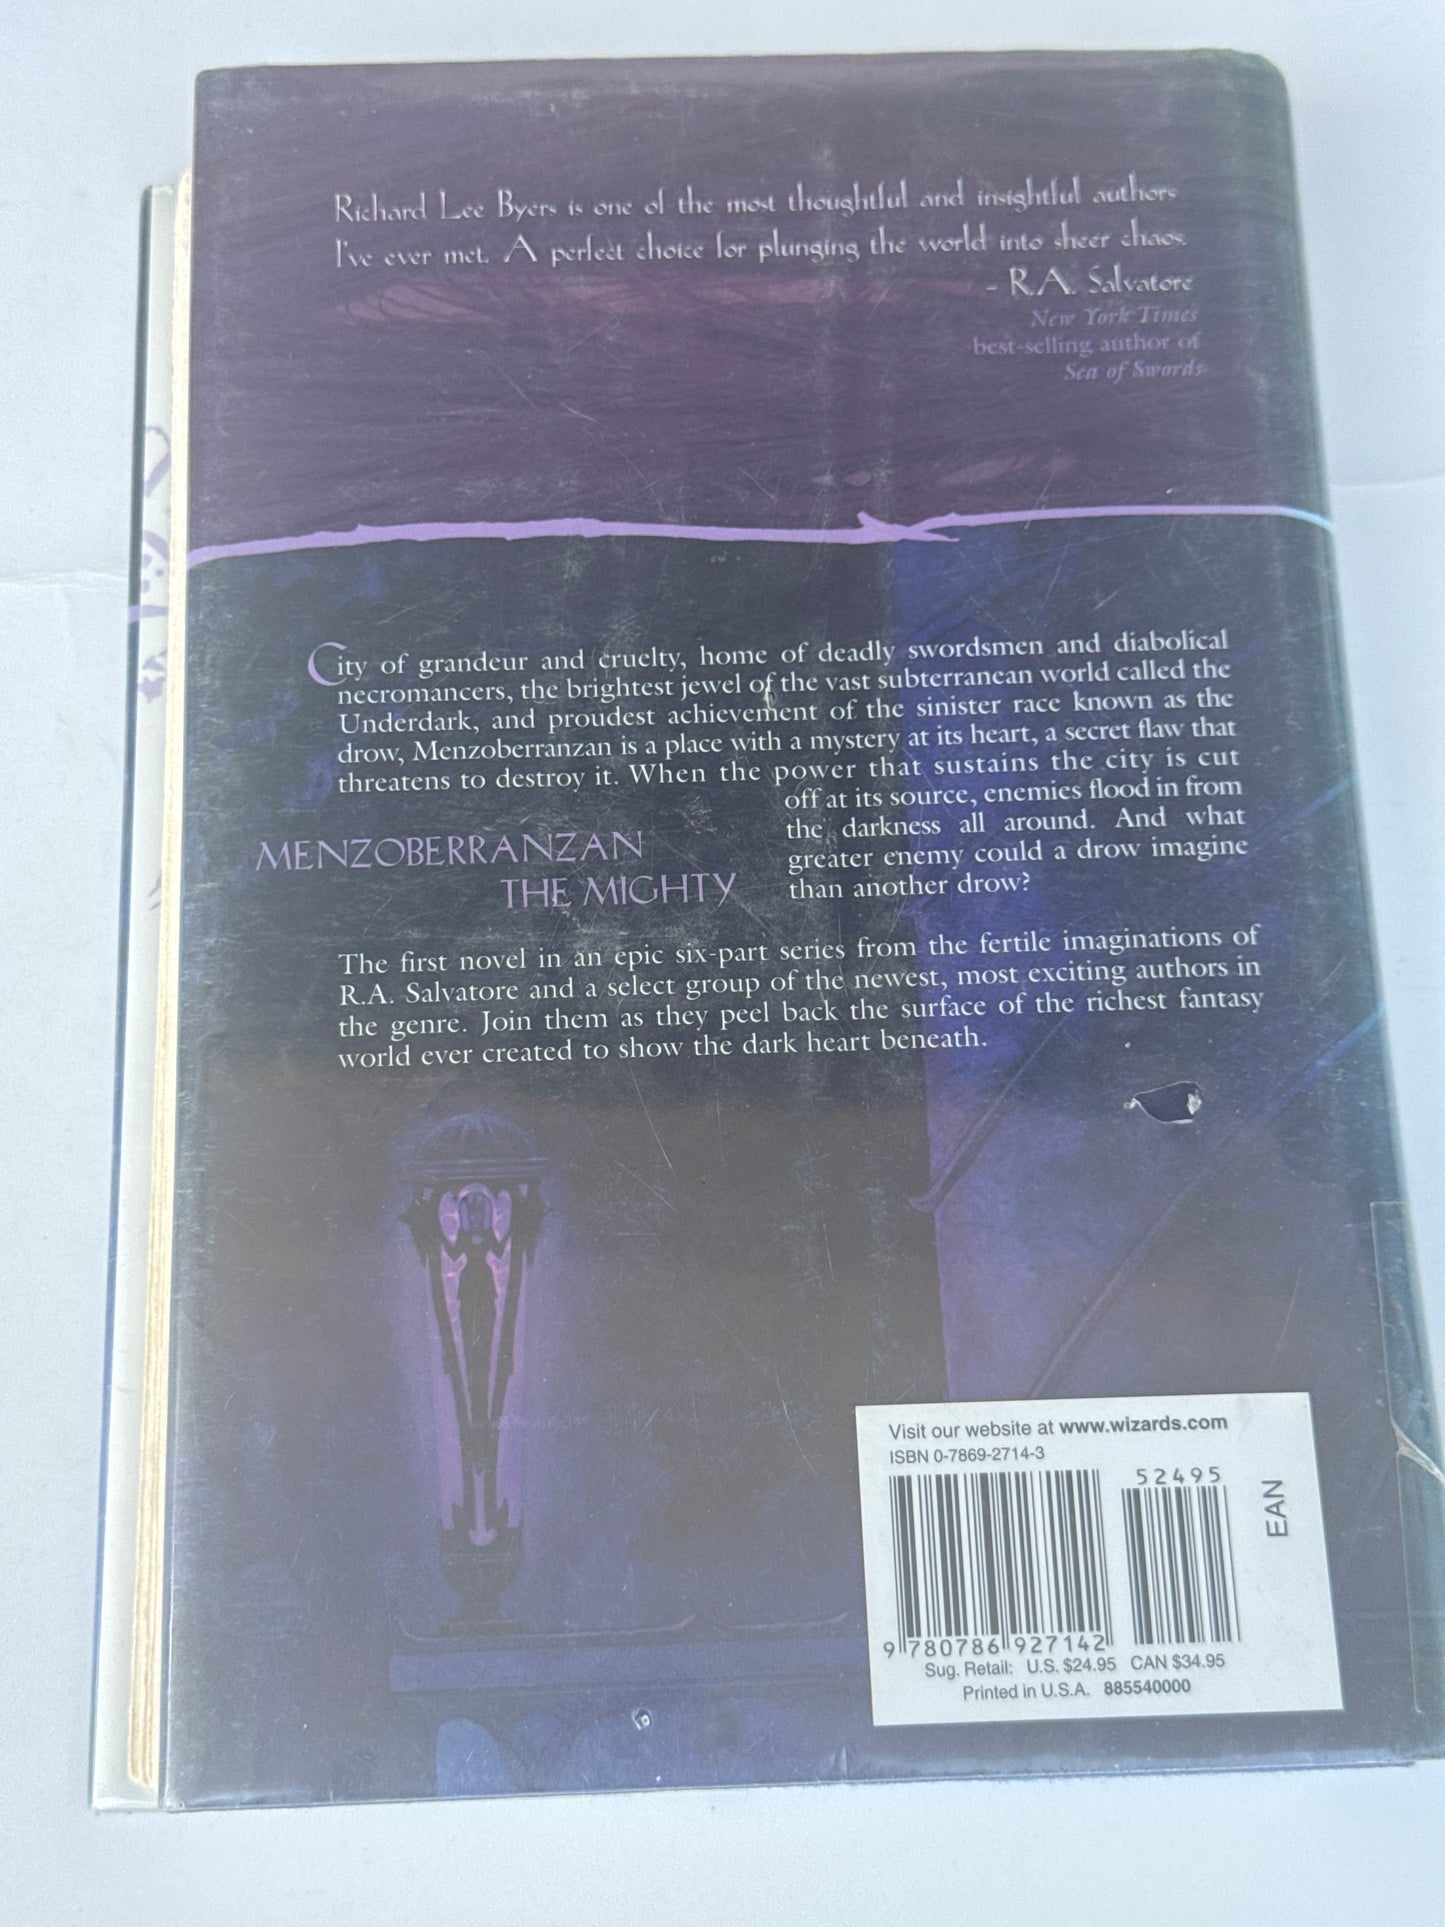 Richard Lee Byers is one of the most thoughtful and insightful authors
I've ever met. A perfect choice for plunging the world into sheer chaos.
- R.A. Salvatore
New York Times
best-selling author of
Sea of Swords
City of grandeur and cruelty, home of deadly swordsmen and diabolical
necromancers, the brightest jewel of the vast subterranean world called the
Underdark, and proudest achievement of the sinister race known as the
drow, Menzoberranzan is a place with a mystery at its heart, a secret flaw that
threatens to destroy it. When the power that sustains the city is cut
off at its source, enemies flood in from
the darkness all around. And what
greater enemy could a drow imagine
than another drow?
MENZOBERRANZAN
THE MIGHTY
The first novel in an epic six-part series from the fertile imaginations of
R.A. Salvatore and a select group of the newest, most exciting authors in
the genre. Join them as they peel back the surface of the richest fantasy
world ever created to show the dark heart beneath.
Visit our website at www.wizards.com
ISBN 0-7869-2714-3
52495
EAN
9 780786 927142
Sug. Retail: U.S. $24.95 CAN $34.95
Printed in U.S.A. 885540000